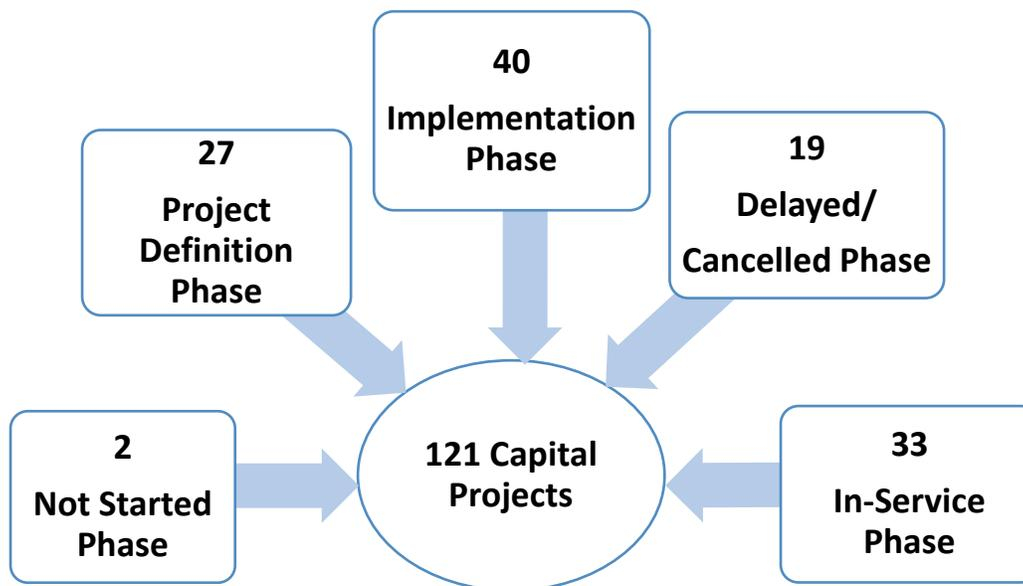 40
Implementation
Phase
27
Project
Definition
Phase
19
Delayed/
Cancelled Phase
2
Not Started
Phase
121 Capital
Projects
33
In-Service
Phase